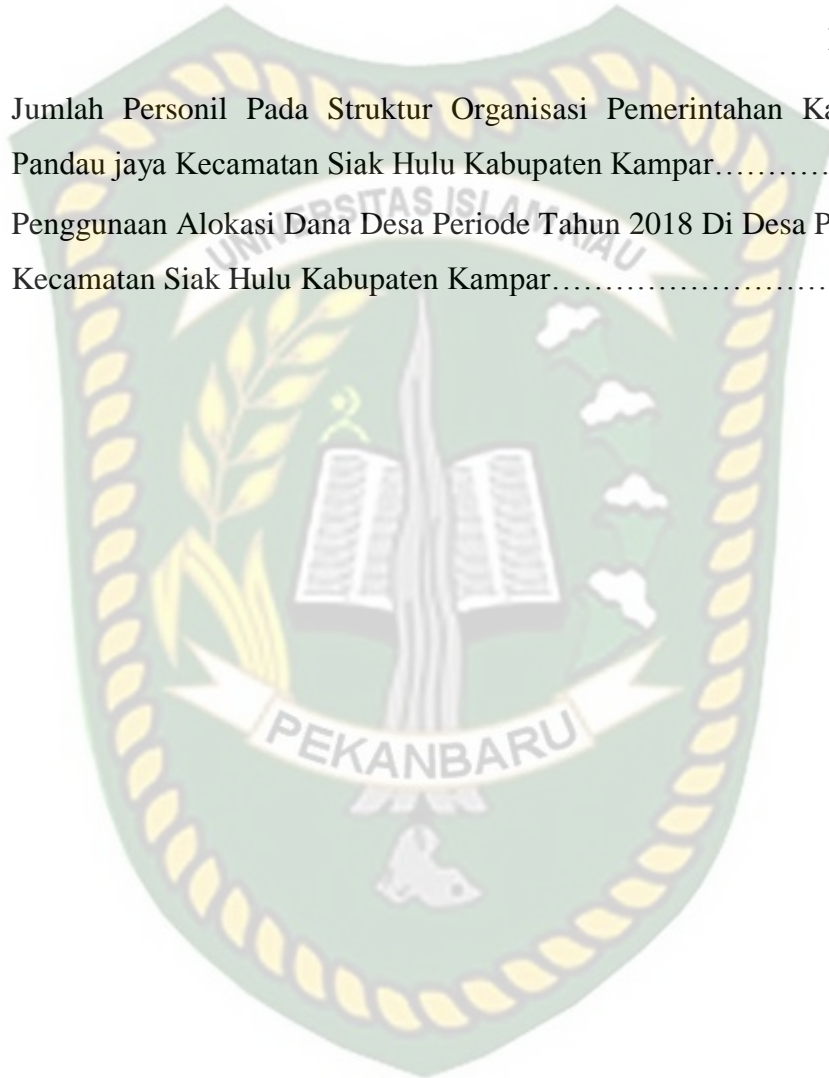 Jumlah Personil Pada Struktur Organisasi Pemerintahan
Pandau jaya Kecamatan Siak Hulu Kabupaten Kampar…………
Penggunaan Alokasi Dana Desa Periode Tahun 2018 Di Desa
Kecamatan Siak Hulu Kabupaten Kampar………………………
UNIVERSITAS ISLAM RIAU
PEKANBARU